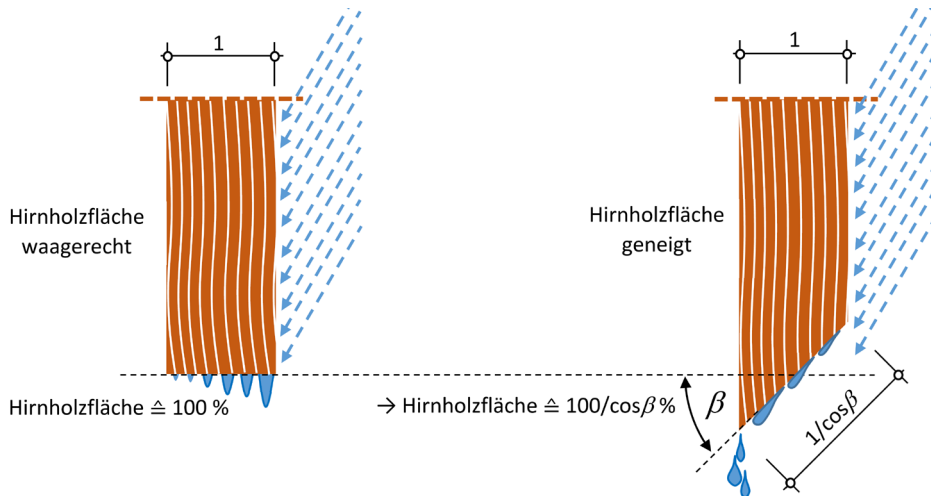 1
1
Hirnholzfläche
waagerecht
Hirnholzfläche
geneigt
Hirnholzfläche ≙ 100 %
→ Hirnholzfläche ≙ 100/cosβ %
β
1/cosβ